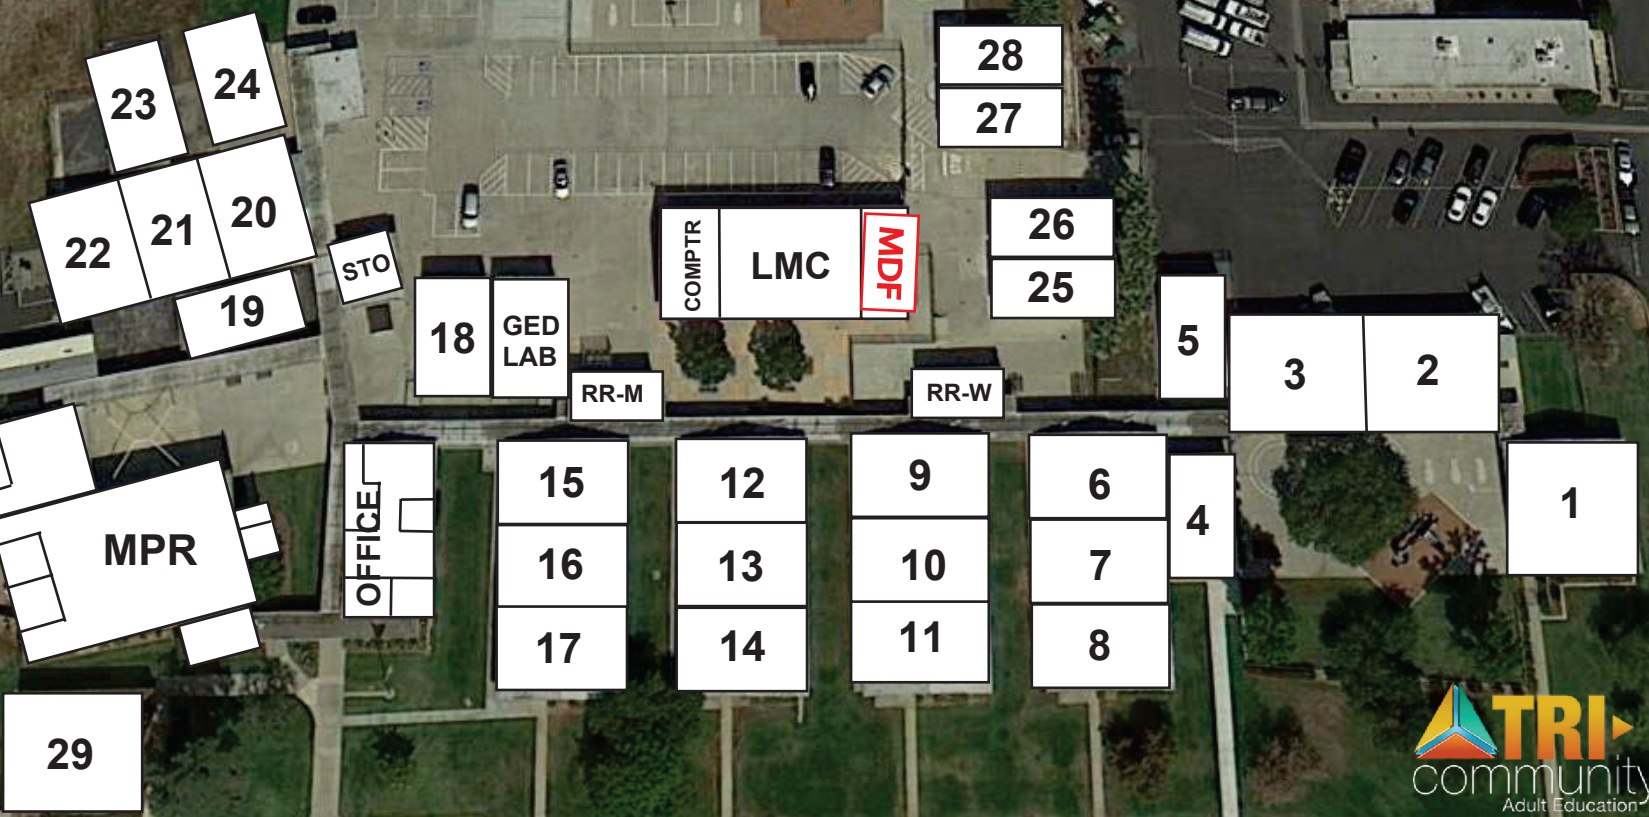 28
24
23
27
20
26
21
22
COMPTR
LMC
MDF
STO
25
19
18
GED
LAB
5
3
2
RR-M
RR-W
OFFICE
15
12
9
6
4
1
MPR
16
13
10
7
17
14
11
8
29
TRI
community
Adult Education